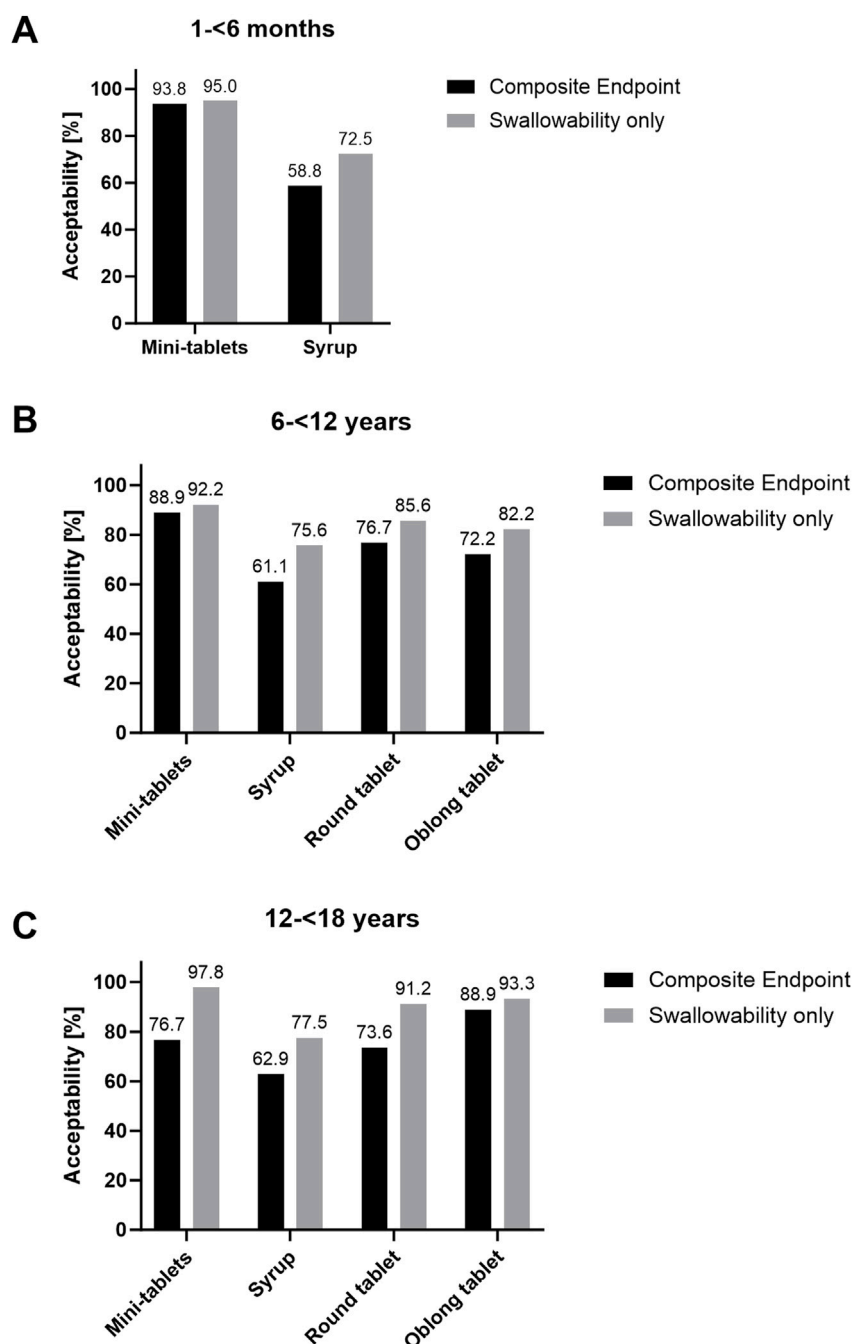 A
1-<6 months
Composite Endpoint
Swallowability only
Acceptability [%]
100
80
60
40
20
0
93.8
95.0
58.8
72.5
Mini-tablets
Syrup
B
6-<12 years
Composite Endpoint
Swallowability only
Acceptability [%]
100
80
60
40
20
0
88.9
92.2
61.1
75.6
76.7
85.6
72.2
82.2
Mini-tablets
Syrup
Round tablet
Oblong tablet
C
12-<18 years
Composite Endpoint
Swallowability only
Acceptability [%]
100
80
60
40
20
0
76.7
97.8
62.9
77.5
73.6
91.2
88.9
93.3
Mini-tablets
Syrup
Round tablet
Oblong tablet